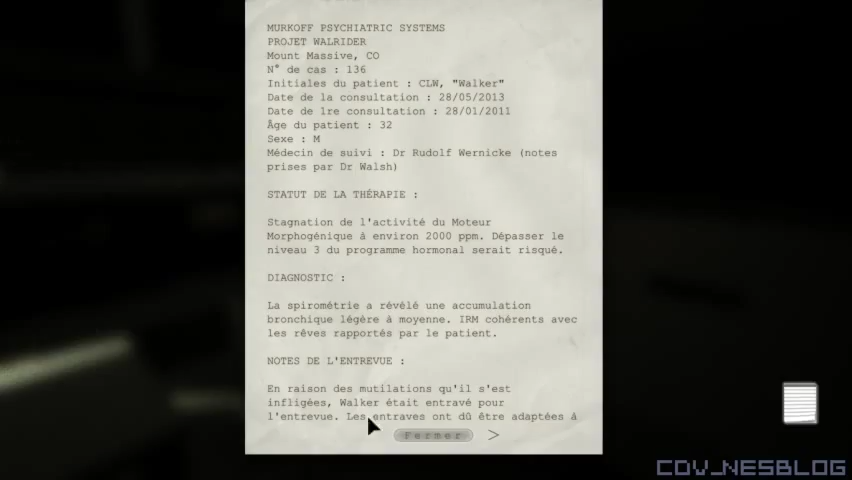 MURKOFF PSYCHIATRIC SYSTEMS
PROJET WALRIDER
Mount Massive, CO
N° de cas : 136
Initiales du patient : CLW, "Walker"
Date de la consultation : 28/05/2013
Date de 1re consultation : 28/01/2011
Âge du patient : 32
Sexe : M
Médecin de suivi : Dr Rudolf Wernicke (notes
prises par Dr Walsh)
STATUT DE LA THÉRAPIE :
Stagnation de l'activité du Moteur
Morphogénique à environ 2000 ppm. Dépasser le
niveau 3 du programme hormonal serait risqué.
DIAGNOSTIC :
La spirométrie a révélé une accumulation
bronchique légère à moyenne. IRM cohérents avec
les rêves rapportés par le patient.
NOTES DE L'ENTREVUE :
En raison des mutilations qu'il s'est
infligées, Walker était entravé pour
l'entrevue. Les entraves ont dû être adaptées à
Fermer >
CDV_NESBLOG